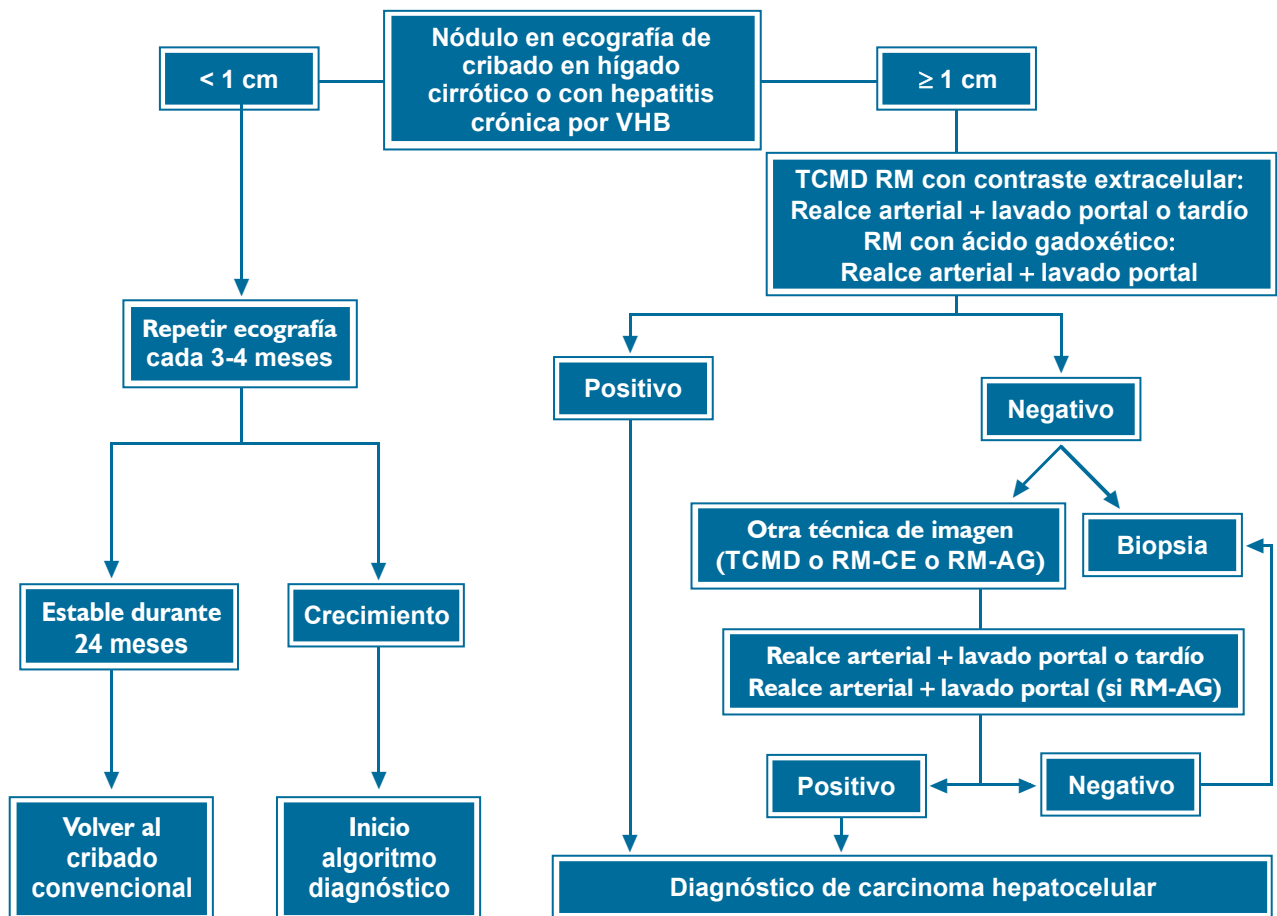 Nódulo en ecografía de
cribado en hígado
cirrótico o con hepatitis
crónica por VHB
< 1 cm
≥ 1 cm
TCMD RM con contraste extracelular:
Realce arterial + lavado portal o tardío
RM con ácido gadoxético:
Realce arterial + lavado portal
Repetir ecografía
cada 3-4 meses
Positivo
Negativo
Otra técnica de imagen
(TCMD o RM-CE o RM-AG)
Biopsia
Estable durante
24 meses
Crecimiento
Realce arterial + lavado portal o tardío
Realce arterial + lavado portal (si RM-AG)
Positivo
Negativo
Volver al
cribado
convencional
Inicio
algoritmo
diagnóstico
Diagnóstico de carcinoma hepatocelular